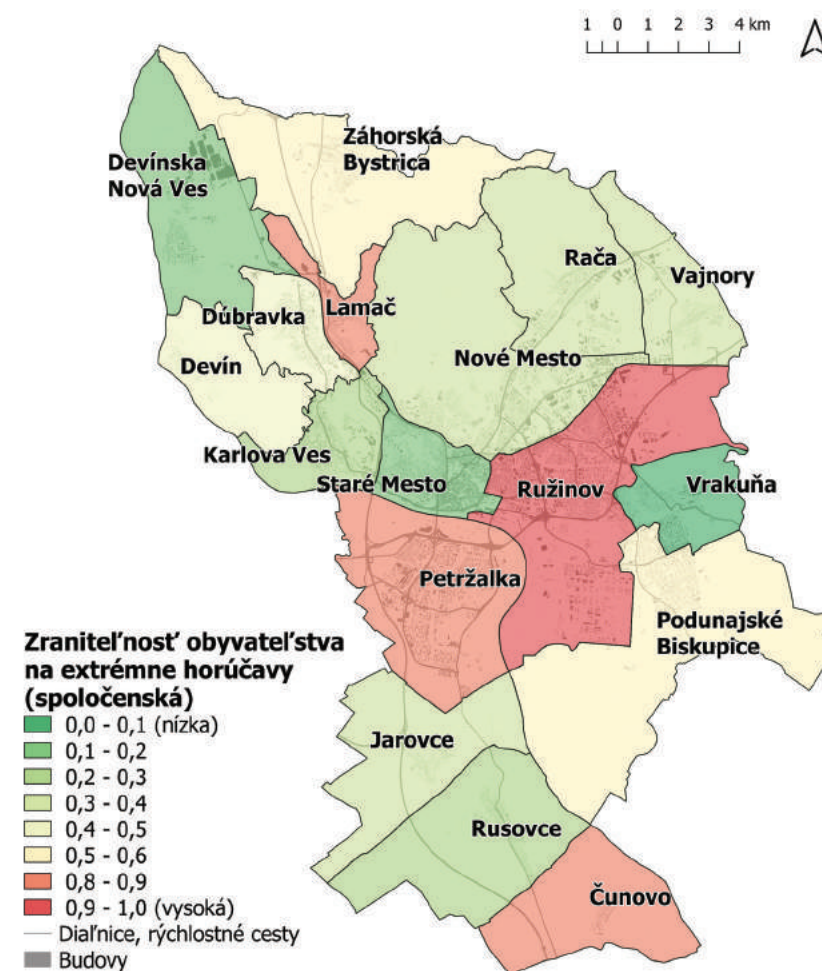 1 0 1 2 3 4 km
Záhorská
Bystrica
Devínska
Nová Ves
Rača
Vajnory
Lamač
Dúbravka
Nové Mesto
Devín
Karlova Ves
Staré Mesto
Ružinov
Vrakuňa
Petržalka
Podunajské
Biskupice
Jarovce
Rusovce
Čunovo
Zraniteľnosť obyvateľstva
na extrémne horúčavy
(spoločenská)
0,0 - 0,1 (nízka)
0,1 - 0,2
0,2 - 0,3
0,3 - 0,4
0,4 - 0,5
0,5 - 0,6
0,8 - 0,9
0,9 - 1,0 (vysoká)
Diaľnice, rýchlostné cesty
Budovy